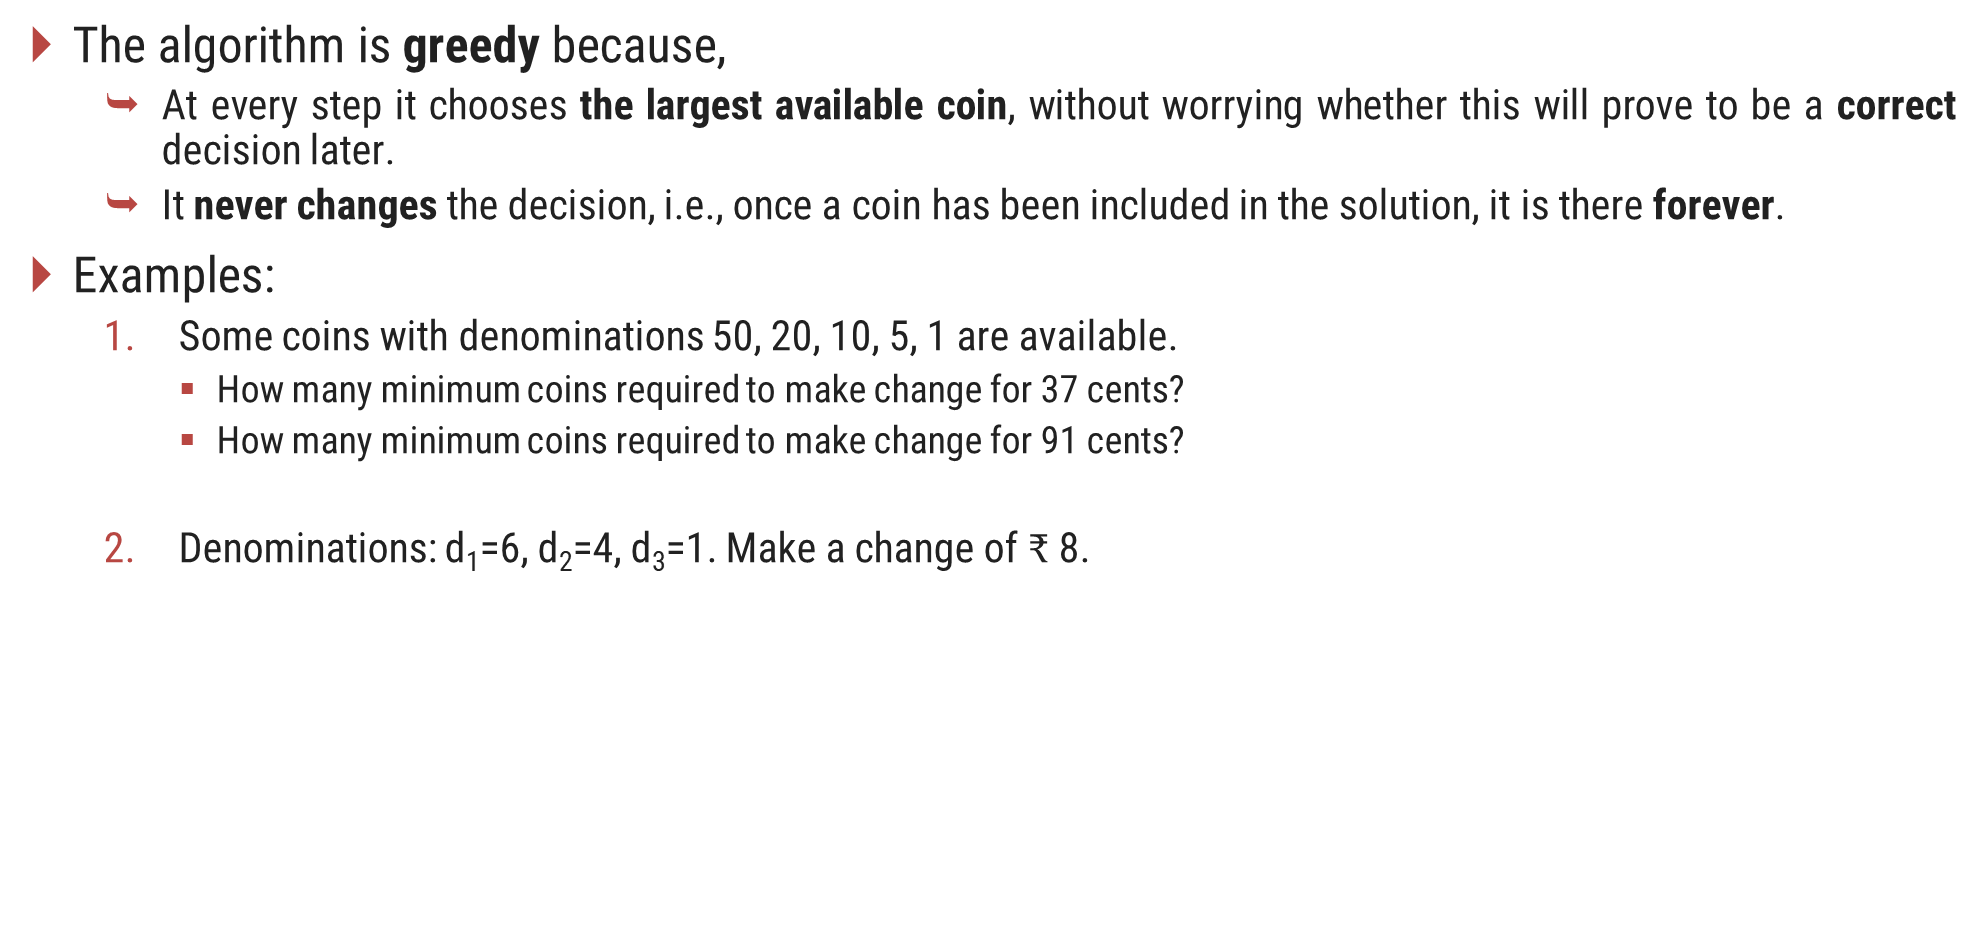 The algorithm is greedy because,
At every step it chooses the largest available coin, without worrying whether this will prove to be a correct
decision later.
It never changes the decision, i.e., once a coin has been included in the solution, it is there forever.
Examples:
1. Some coins with denominations 50, 20, 10, 5, 1 are available.
How many minimum coins required to make change for 37 cents?
How many minimum coins required to make change for 91 cents?
2. Denominations: d₁=6, d₂=4, d₃=1. Make a change of ₹ 8.